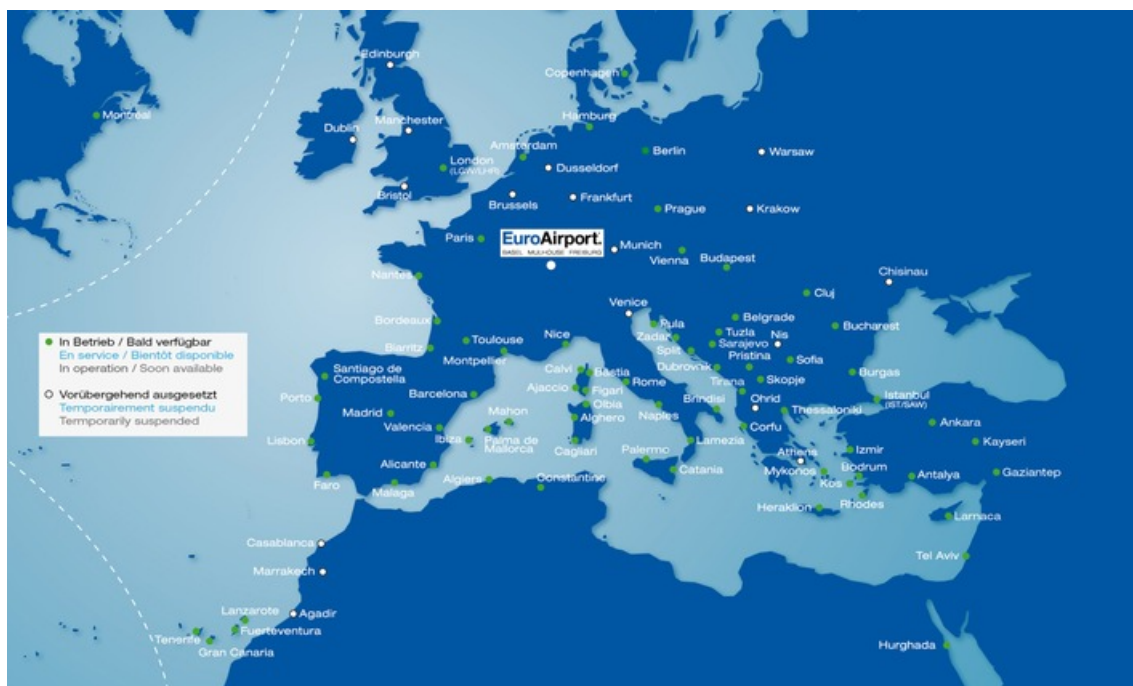 Edinburgh
Copenhagen
Montréal
Hamburg
Manchester
Dublin
Amsterdam
Berlin
Warsaw
London
(LGW/LHR)
Dusseldorf
Bristol
Brussels
Frankfurt
Prague
Krakow
Paris
EuroAirport.
BASEL MULHOUSE FREIBURG
Munich
Vienna
Budapest
Nantes
Chisinau
Cluj
Venice
Bordeaux
Pula
Belgrade
Bucharest
Zadar
Tuzla
Nis
Toulouse
Nice
Sarajevo
Biarritz
Split
Montpellier
Pristina
Sofia
In Betrieb / Bald verfügbar
En service / Bientôt disponible
In operation / Soon available
Vorübergehend ausgesetzt
Temporairement suspendu
Termporarily suspended
Santiago de
Compostella
Calvi
Bastia
Dubrovnik
Burgas
Tirana
Skopje
Ajaccio
Figari
Rome
Porto
Barcelona
Olbia
Brindisi
Ohrid
Istanbul
(IST/SAW)
Madrid
Mahon
Alghero
Naples
Thessaloniki
Ankara
Valencia
Corfu
Lisbon
Ibiza
Palma de
Mallorca
Cagliari
Palermo
Lamezia
Athens
Izmir
Kayseri
Alicante
Catania
Mykonos
Bodrum
Antalya
Gaziantep
Faro
Malaga
Algiers
Constantine
Kos
Rhodes
Heraklion
Larnaca
Casablanca
Tel Aviv
Marrakech
Lanzarote
Agadir
Fuerteventura
Tenerife
Gran Canaria
Hurghada